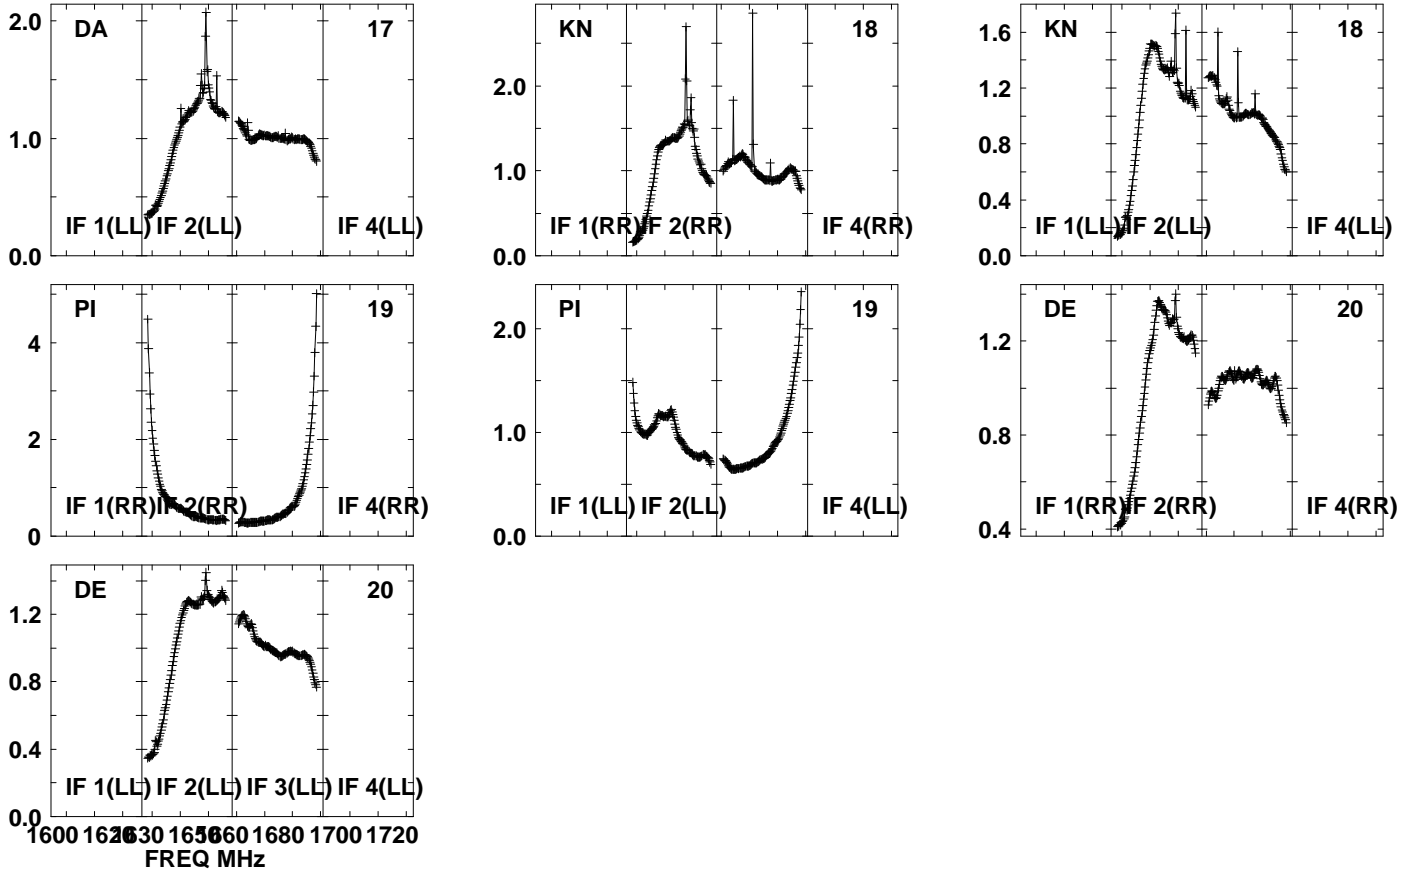 2.0 DA 17
1.0
0.0
IF 1(LL) IF 2(LL) IF 4(LL)
KN 18
2.0
1.0
0.0
IF 1(RR) IF 2(RR) IF 4(RR)
1.6 KN 18
1.2
0.8
0.4
0.0
IF 1(LL) IF 2(LL) IF 4(LL)
PI 19
4
2
0
IF 1(RR) IF 2(RR) IF 4(RR)
PI 19
2.0
1.0
0.0
IF 1(LL) IF 2(LL) IF 4(LL)
DE 20
1.2
0.8
0.4
IF 1(RR) IF 2(RR) IF 4(RR)
DE 20
1.2
0.8
0.4
0.0
IF 1(LL) IF 2(LL) IF 3(LL) IF 4(LL)
1600 1630 1660 1680 1700 1720
FREQ MHz